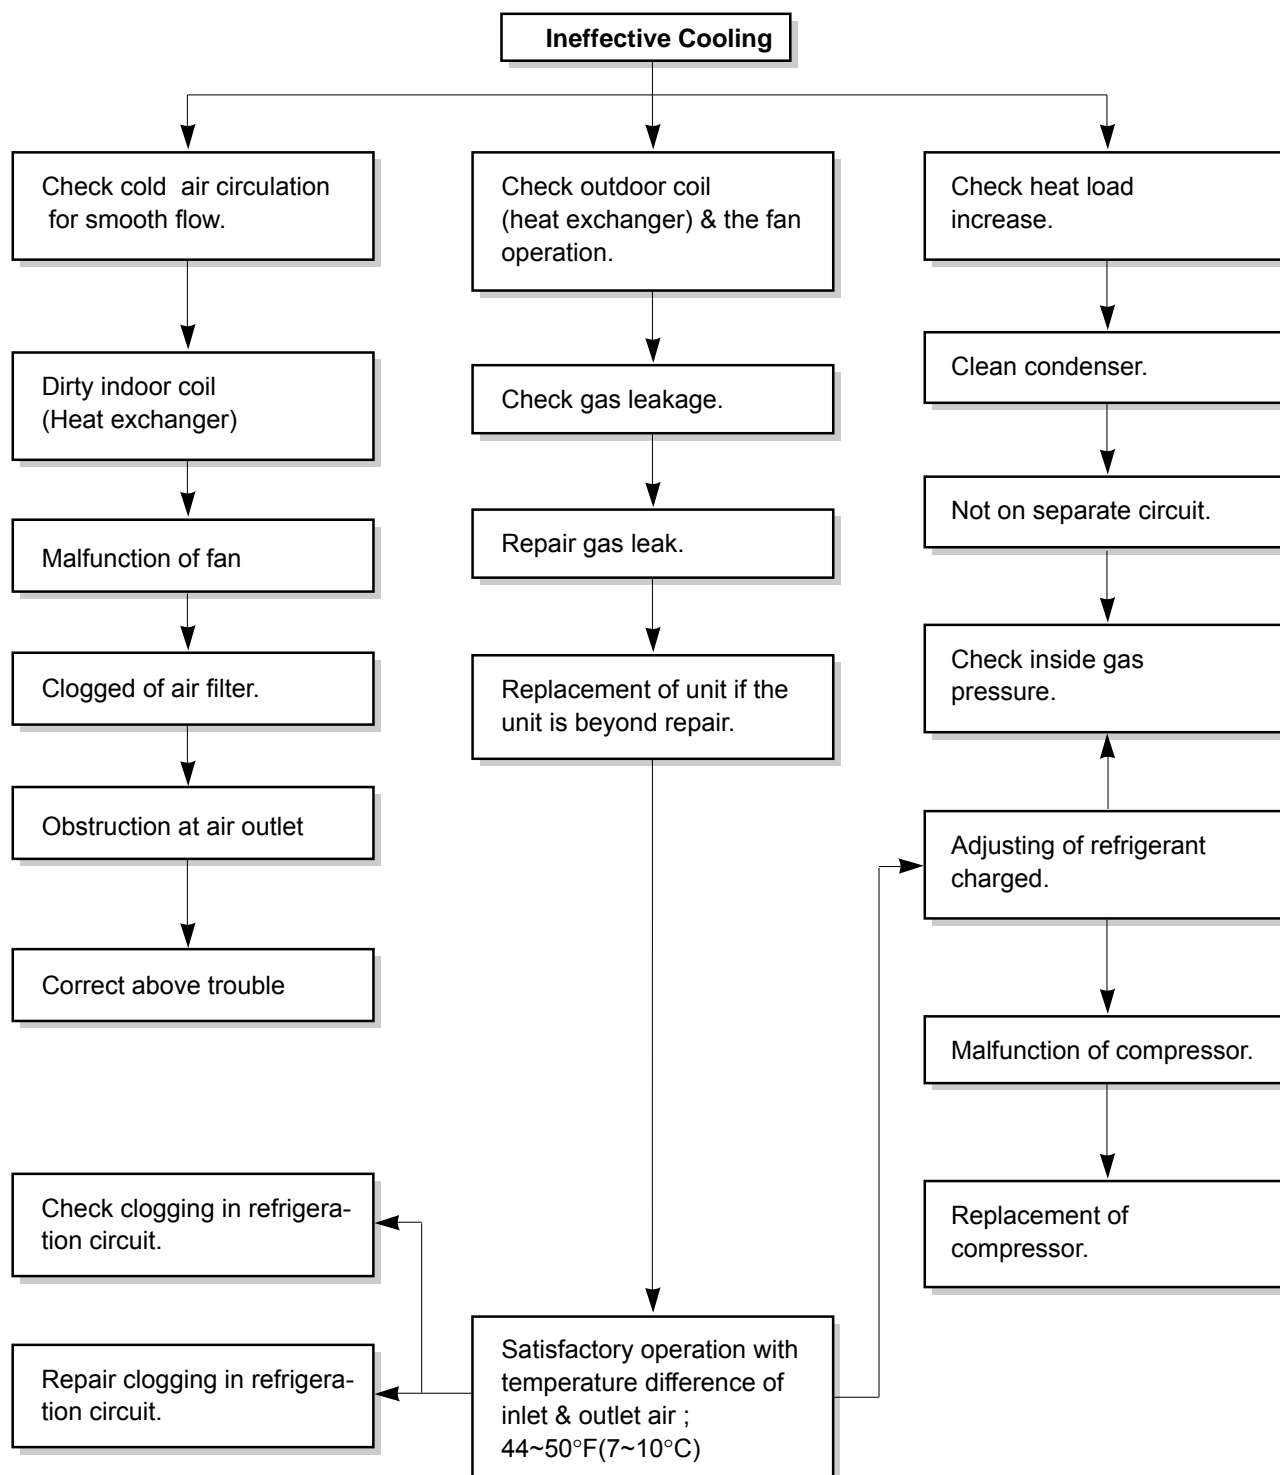 Ineffective Cooling
Check cold air circulation
for smooth flow.
Dirty indoor coil
(Heat exchanger)
Malfunction of fan
Clogged of air filter.
Obstruction at air outlet
Correct above trouble
Check clogging in refrigera-
tion circuit.
Repair clogging in refrigera-
tion circuit.
Check outdoor coil
(heat exchanger) & the fan
operation.
Check gas leakage.
Repair gas leak.
Replacement of unit if the
unit is beyond repair.
Satisfactory operation with
temperature difference of
inlet & outlet air ;
44~50°F(7~10°C)
Check heat load
increase.
Clean condenser.
Not on separate circuit.
Check inside gas
pressure.
Adjusting of refrigerant
charged.
Malfunction of compressor.
Replacement of
compressor.